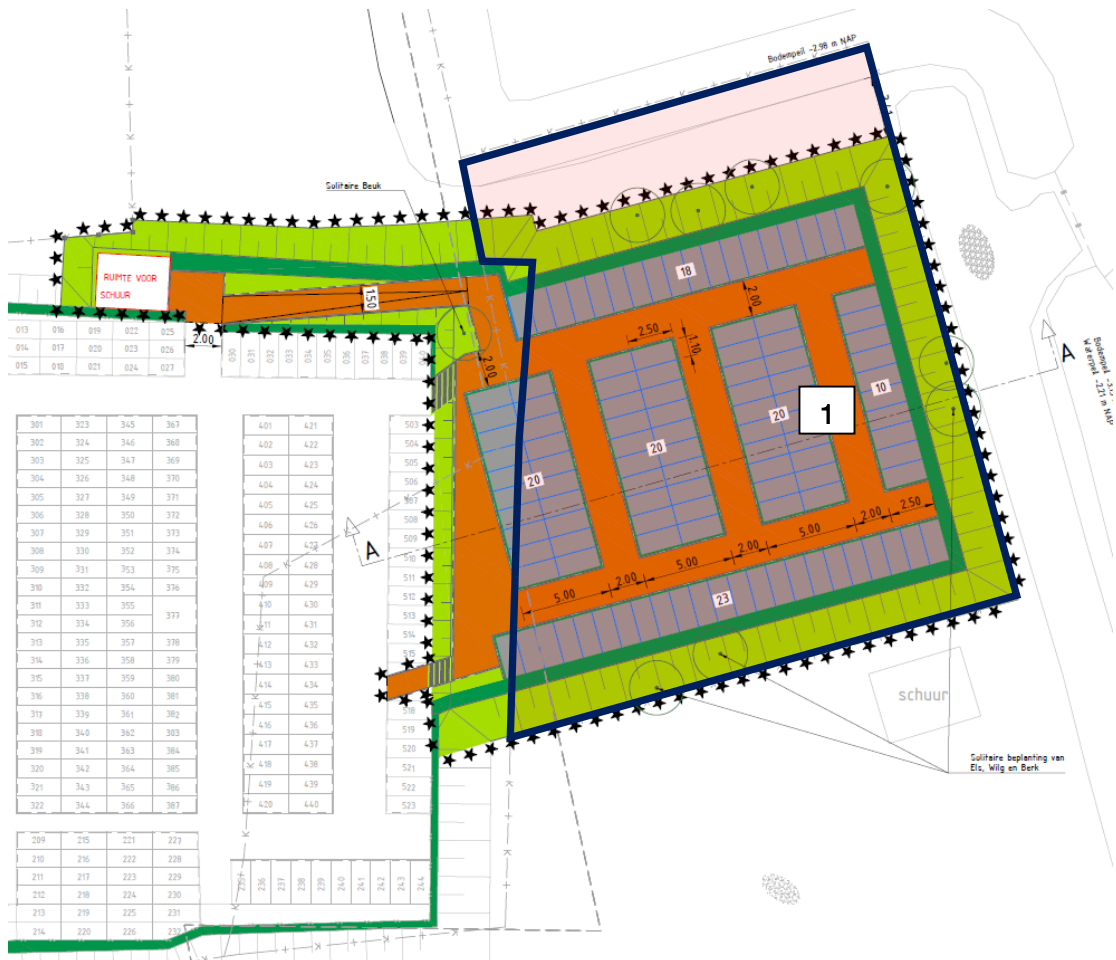 Bodempeil -2.98 m NAP
Solitaire Beuk
RUIMTE VOOR
SCHUUR
1.50
2.00
18
2.00
2.50
1.10
2.00
1
10
20
20
20
A
A
Waterpeil -2.21 m NAP
5.00
2.00
5.00
2.00
5.00
2.00
2.50
23
schuur
Solitaire beplanting van
Els, Wilg en Berk
013 016 019 022 025
014 017 020 023 026
015 018 021 024 027
030 031 032 033 034 035 036 037 038 039
301 323 345 367
302 324 346 368
303 325 347 369
304 326 348 370
305 327 349 371
306 328 350 372
307 329 351 373
308 330 352 374
309 331 353 375
310 332 354 376
311 333 355
377
312 334 356
313 335 357 378
314 336 358 379
315 337 359 380
316 338 360 381
317 339 361 382
318 340 362 383
319 341 363 384
320 342 364 385
321 343 365 386
322 344 366 387
401 421
402 422
403 423
404 424
405 425
406 426
407 427
408 428
409 429
410 430
411 431
412 432
413 433
414 434
415 435
416 436
417 437
418 438
419 439
420 440
503
504
505
506
507
508
509
510
511
512
513
514
515
518
519
520
521
522
523
209 215 221 227
210 216 222 228
211 217 223 229
212 218 224 230
213 219 225 231
214 220 226 232
236 237 238 239 240 241 242 243 244